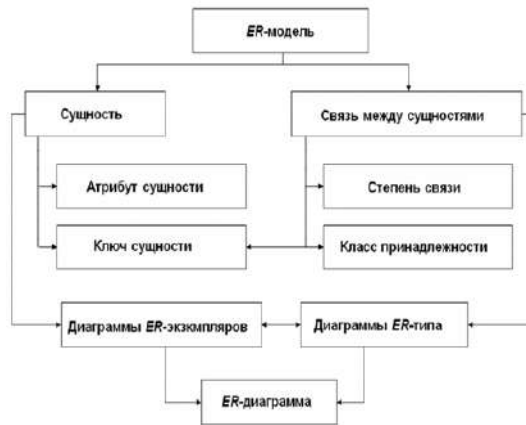 ER-модель
Сущность
Связь между сущностями
Атрибут сущности
Степень связи
Ключ сущности
Класс принадлежности
Диаграммы ER-экзкмпляров
Диаграммы ER-типа
ER-диаграмма